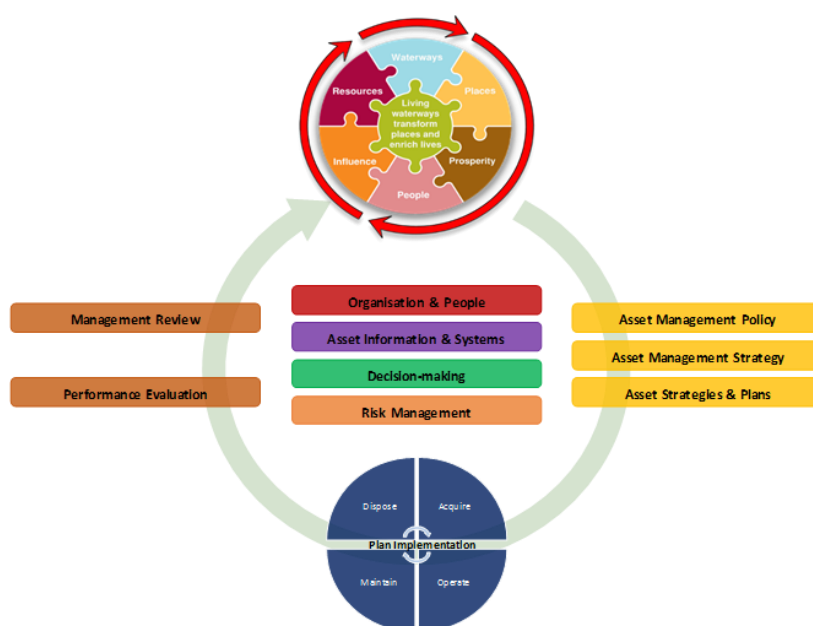 Waterways
Resources
Places
Living
waterways
transform
places and
enrich lives
Influence
Prosperity
People
Organisation & People
Management Review
Asset Management Policy
Asset Information & Systems
Asset Management Strategy
Decision-making
Performance Evaluation
Asset Strategies & Plans
Risk Management
Dispose
Acquire
Plan Implementation
Maintain
Operate